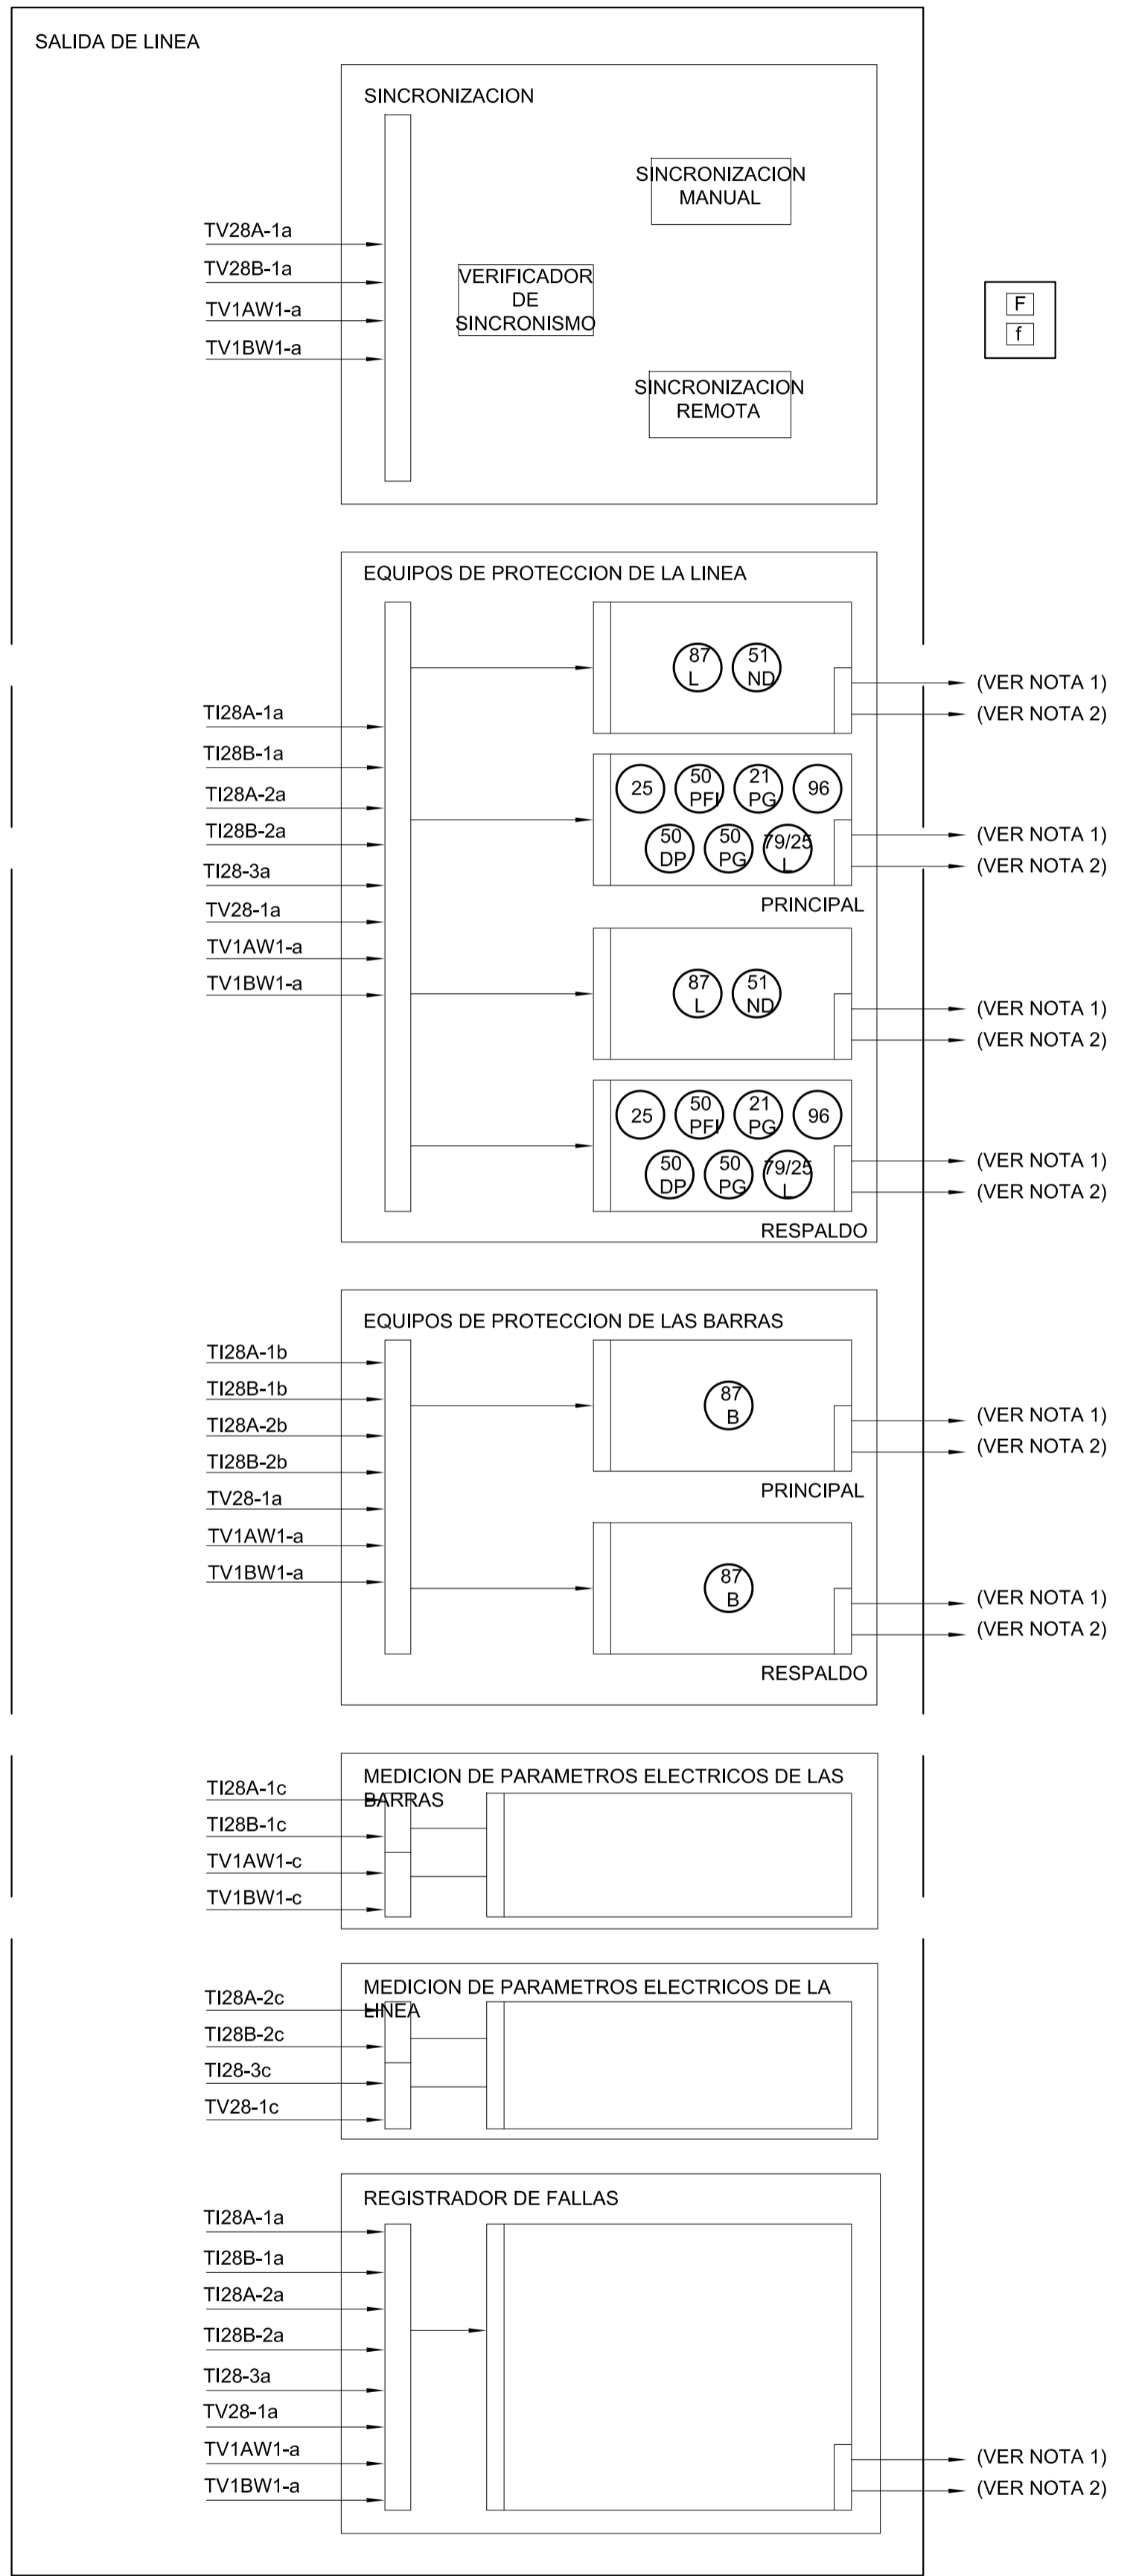 SALIDA DE LINEA
SINCRONIZACION
SINCRONIZACION
MANUAL
TV28A-1a
TV28B-1a
TV1AW1-a
TV1BW1-a
VERIFICADOR
DE
SINCRONISMO
F
f
SINCRONIZACION
REMOTA
EQUIPOS DE PROTECCION DE LA LINEA
TI28A-1a
TI28B-1a
TI28A-2a
TI28B-2a
TI28-3a
TV28-1a
TV1AW1-a
TV1BW1-a
87
L
51
ND
(VER NOTA 1)
(VER NOTA 2)
25
50
PFI
21
PG
96
50
DP
50
PG
79/25
L
(VER NOTA 1)
(VER NOTA 2)
PRINCIPAL
87
L
51
ND
(VER NOTA 1)
(VER NOTA 2)
25
50
PFI
21
PG
96
50
DP
50
PG
79/25
L
(VER NOTA 1)
(VER NOTA 2)
RESPALDO
EQUIPOS DE PROTECCION DE LAS BARRAS
TI28A-1b
TI28B-1b
TI28A-2b
TI28B-2b
TV28-1a
TV1AW1-a
TV1BW1-a
87
B
(VER NOTA 1)
(VER NOTA 2)
PRINCIPAL
87
B
(VER NOTA 1)
(VER NOTA 2)
RESPALDO
MEDICION DE PARAMETROS ELECTRICOS DE LAS
BARRAS
TI28A-1c
TI28B-1c
TV1AW1-c
TV1BW1-c
MEDICION DE PARAMETROS ELECTRICOS DE LA
LINEA
TI28A-2c
TI28B-2c
TI28-3c
TV28-1c
REGISTRADOR DE FALLAS
TI28A-1a
TI28B-1a
TI28A-2a
TI28B-2a
TI28-3a
TV28-1a
TV1AW1-a
TV1BW1-a
(VER NOTA 1)
(VER NOTA 2)